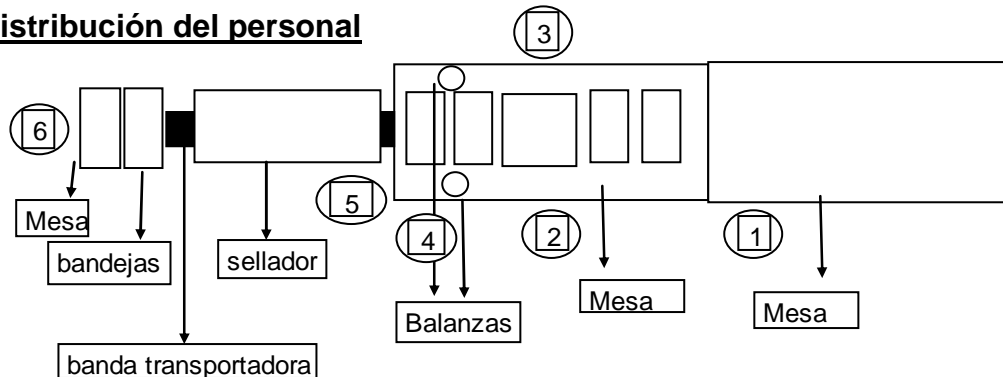 istribución del personal
3
6
5
4
2
1
Mesa
bandejas
sellador
Balanzas
Mesa
Mesa
banda transportadora